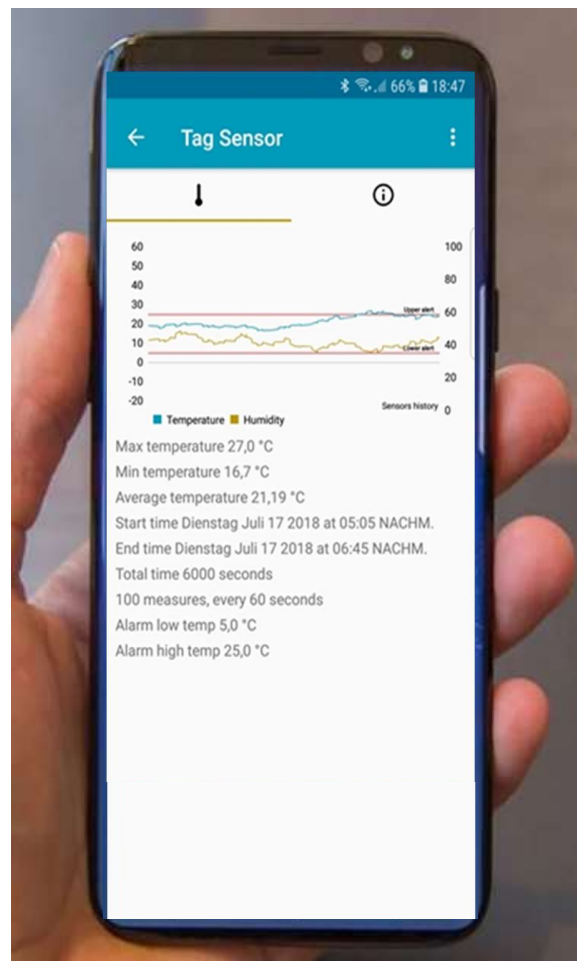 66% 18:47
Tag Sensor
60 100
50
40 80
30
Upper alert
20 60
10 40
Lower alert
0
-10 20
-20
Sensors history 0
Temperature Humidity
Max temperature 27,0 °C
Min temperature 16,7 °C
Average temperature 21,19 °C
Start time Dienstag Juli 17 2018 at 05:05 NACHM.
End time Dienstag Juli 17 2018 at 06:45 NACHM.
Total time 6000 seconds
100 measures, every 60 seconds
Alarm low temp 5,0 °C
Alarm high temp 25,0 °C